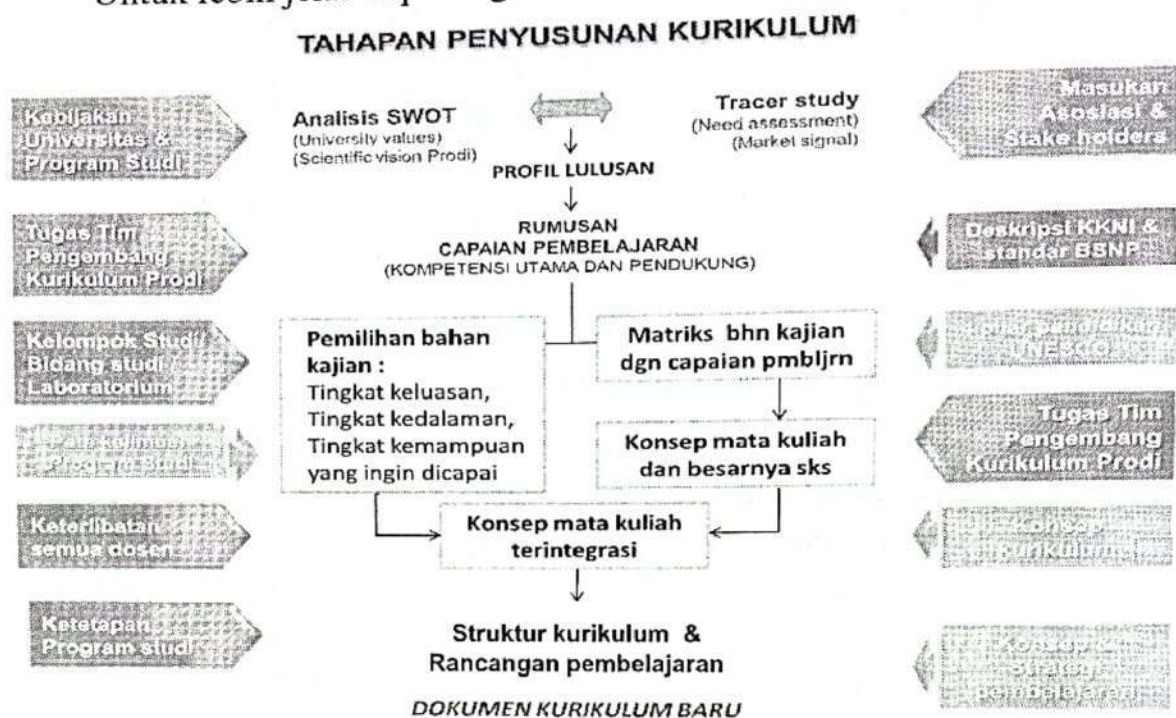 Untuk lebih jelas
TAHAPAN PENYUSUNAN KURIKULUM
Kebijakan
Universitas &
Program Studi
Analisis SWOT
(University values)
(Scientific vision Prodi)
Tracer study
(Need assessment)
(Market signal)
Masukan
Asosiasi &
Stake holders
PROFIL LULUSAN
Tugas Tim
Pengembang
Kurikulum Prodi
RUMUSAN
CAPAIAN PEMBELAJARAN
(KOMPETENSI UTAMA DAN PENDUKUNG)
Deskripsi KKNI &
standar BSNP
Kelompok Studi/
Bidang studi
Laboratorium
Pemilihan bahan
kajian :
Tingkat keluasan,
Tingkat kedalaman,
Tingkat kemampuan
yang ingin dicapai
Matriks bhn kajian
dgn capaian pmbljrn
pendidikan
Program Studi
Konsep mata kuliah
dan besarnya sks
Tugas Tim
Pengembang
Kurikulum Prodi
Keterlibatan
semua dosen
Konsep mata kuliah
terintegrasi
Konsep
kurikulum
Ketetapan
Program studi
Struktur kurikulum &
Rancangan pembelajaran
Konsep &
Strategi
pembelajaran
DOKUMEN KURIKULUM BARU